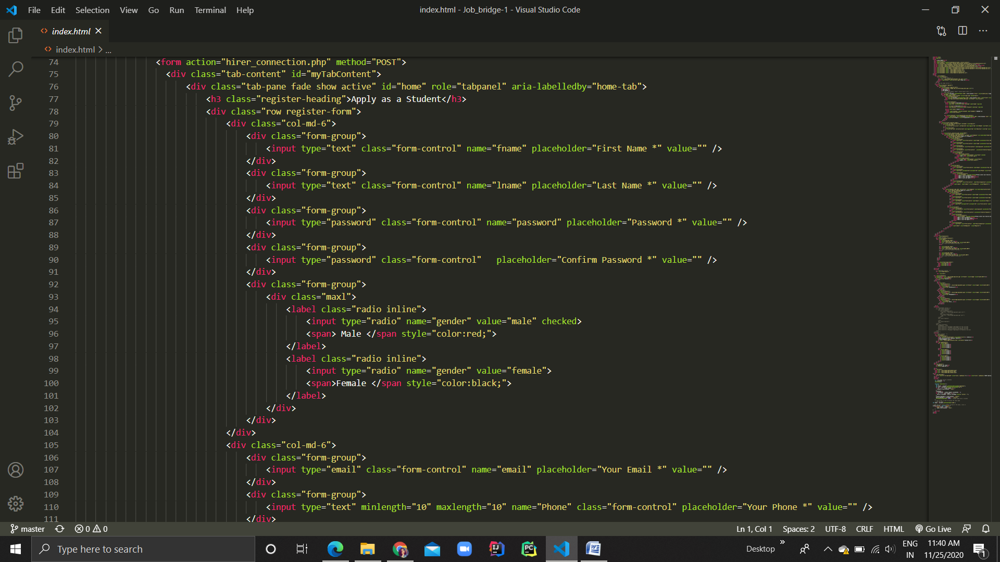 File Edit Selection View Go Run Terminal Help
index.html - Job_bridge-1 - Visual Studio Code
<> index.html ×
<> index.html > ...
74 <form action="hirer_connection.php" method="POST">
75 <div class="tab-content" id="myTabContent">
76 <div class="tab-pane fade show active" id="home" role="tabpanel" aria-labelledby="home-tab">
77 <h3 class="register-heading">Apply as a Student</h3>
78 <div class="row register-form">
79 <div class="col-md-6">
80 <div class="form-group">
81 <input type="text" class="form-control" name="fname" placeholder="First Name *" value="" />
82 </div>
83 <div class="form-group">
84 <input type="text" class="form-control" name="lname" placeholder="Last Name *" value="" />
85 </div>
86 <div class="form-group">
87 <input type="password" class="form-control" name="password" placeholder="Password *" value="" />
88 </div>
89 <div class="form-group">
90 <input type="password" class="form-control"   placeholder="Confirm Password *" value="" />
91 </div>
92 <div class="form-group">
93 <div class="maxl">
94 <label class="radio inline">
95 <input type="radio" name="gender" value="male" checked>
96 <span> Male </span style="color:red;">
97 </label>
98 <label class="radio inline">
99 <input type="radio" name="gender" value="female">
100 <span>Female </span style="color:black;">
101 </label>
102 </div>
103 </div>
104 </div>
105 <div class="col-md-6">
106 <div class="form-group">
107 <input type="email" class="form-control" name="email" placeholder="Your Email *" value="" />
108 </div>
109 <div class="form-group">
110 <input type="text" minlength="10" maxlength="10" name="Phone" class="form-control" placeholder="Your Phone *" value="" />
111 </div>
master 0 0 Ln 1, Col 1 Spaces: 2 UTF-8 CRLF HTML Go Live
Type here to search
IJ PC W
Desktop »
ENG
IN
11:40 AM
11/25/2020
1